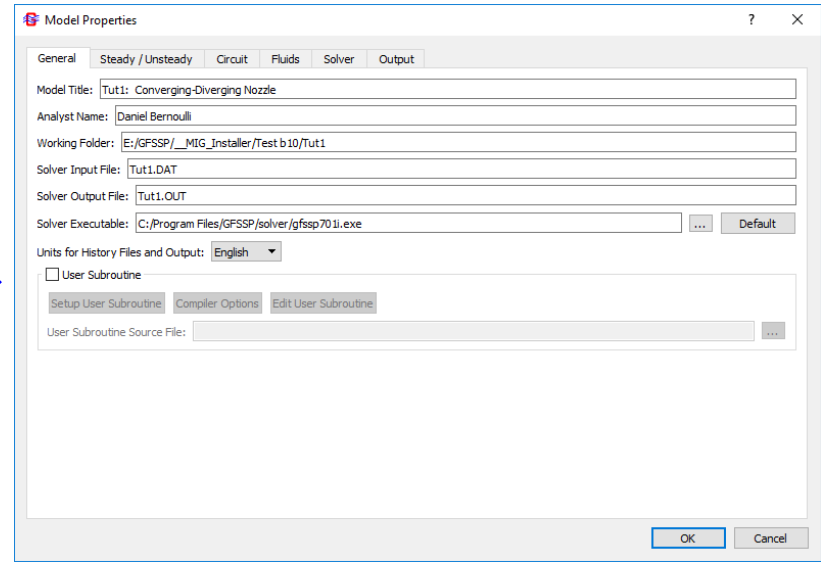 Model Properties ? ×
General Steady / Unsteady Circuit Fluids Solver Output
Model Title: Tut1: Converging-Diverging Nozzle
Analyst Name: Daniel Bernoulli
Working Folder: E:/GFSSP/__MIG_Installer/Test b10/Tut1
Solver Input File: Tut1.DAT
Solver Output File: Tut1.OUT
Solver Executable: C:/Program Files/GFSSP/solver/gfssp701i.exe ... Default
Units for History Files and Output: English
User Subroutine
Setup User Subroutine Compiler Options Edit User Subroutine
User Subroutine Source File: ...
OK Cancel